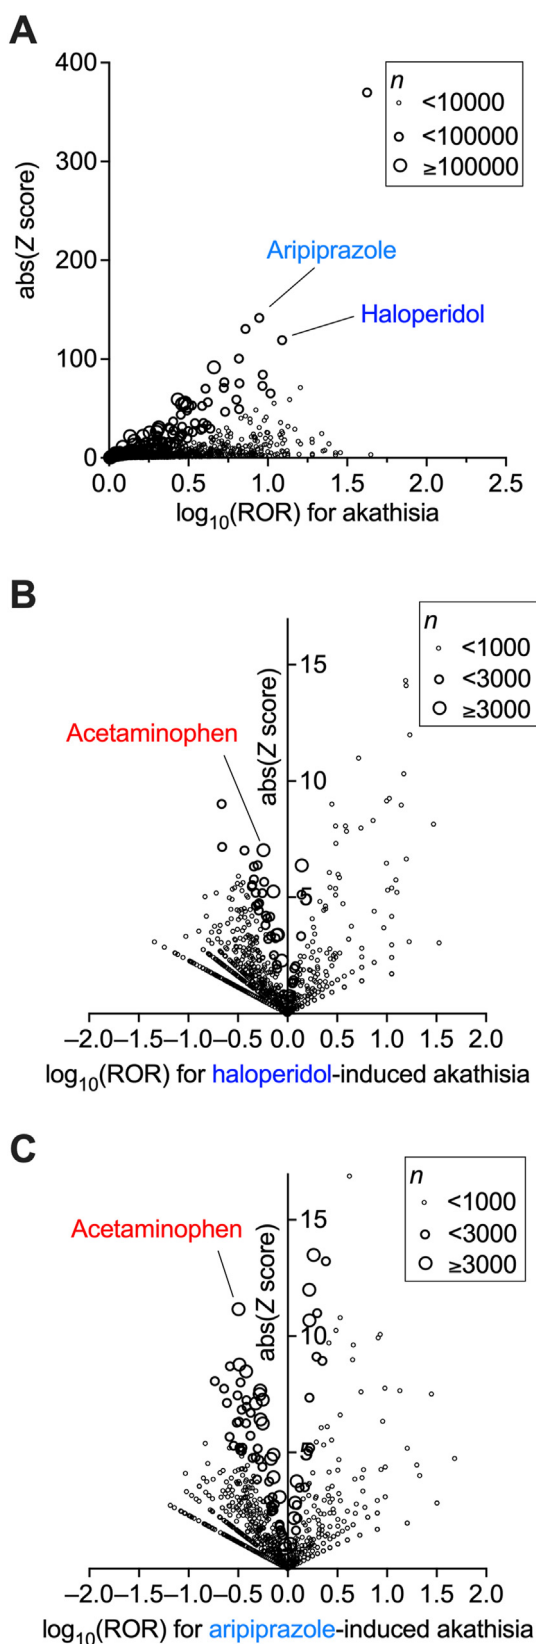 A
400
300
200
100
0
abs(Z score)
n
<10000
<100000
≥100000
Aripiprazole
Haloperidol
0.0 0.5 1.0 1.5 2.0 2.5
log10(ROR) for akathisia
B
n
<1000
<3000
≥3000
15
10
5
abs(Z score)
Acetaminophen
–2.0 –1.5 –1.0 –0.5 0.0 0.5 1.0 1.5 2.0
log10(ROR) for haloperidol-induced akathisia
C
n
<1000
<3000
≥3000
15
10
5
abs(Z score)
Acetaminophen
–2.0 –1.5 –1.0 –0.5 0.0 0.5 1.0 1.5 2.0
log10(ROR) for aripiprazole-induced akathisia